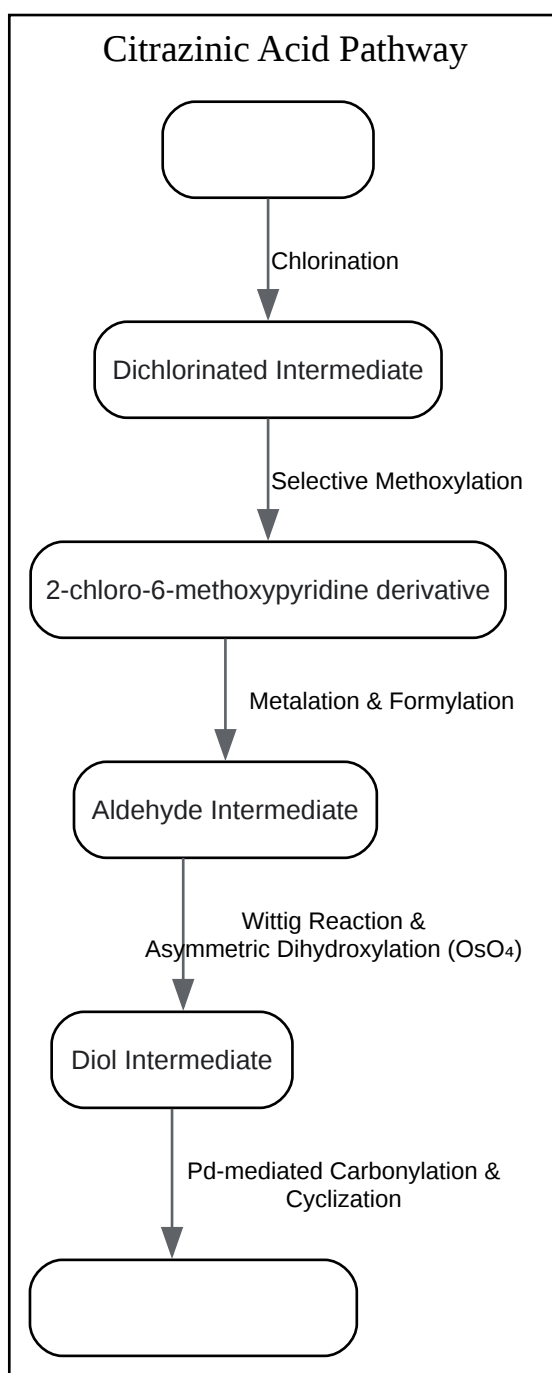 Citrazinic Acid Pathway
Chlorination
Dichlorinated Intermediate
Selective Methoxylation
2-chloro-6-methoxypyridine derivative
Metalation & Formylation
Aldehyde Intermediate
Wittig Reaction &
Asymmetric Dihydroxylation (OsO₄)
Diol Intermediate
Pd-mediated Carbonylation &
Cyclization